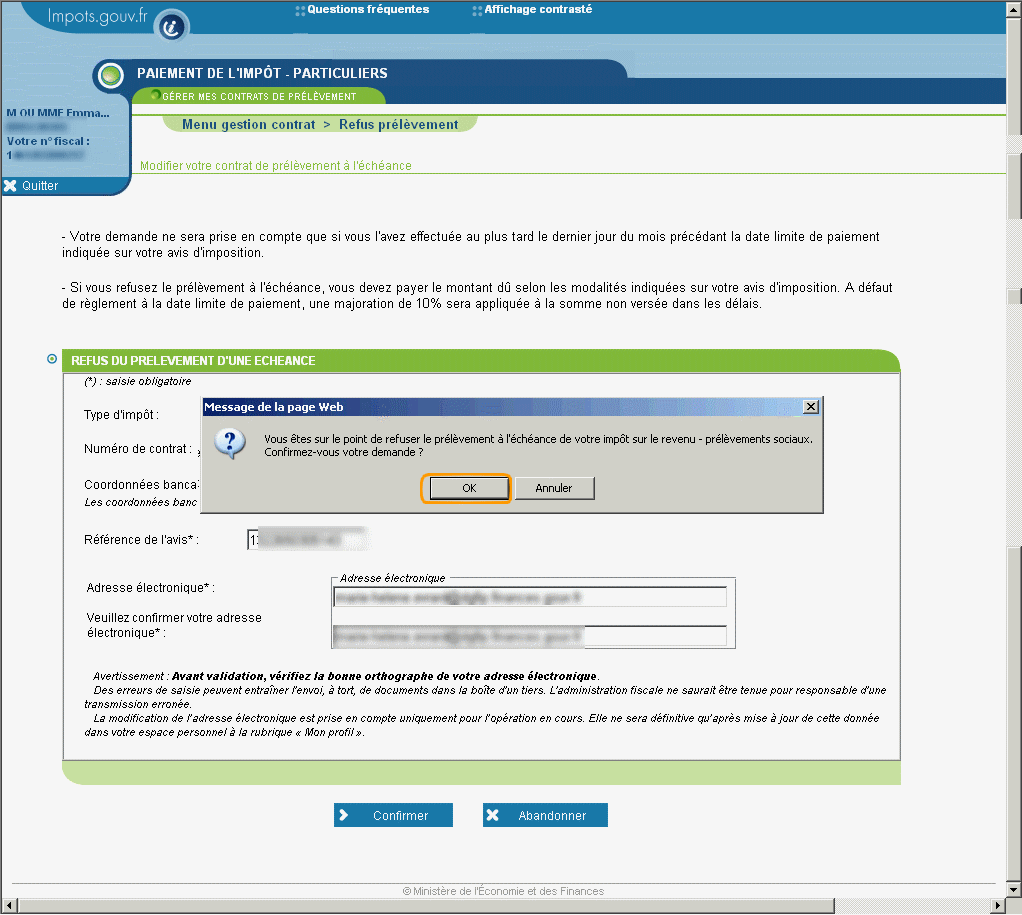 Impots.gouv.fr
Questions fréquentes
Affichage contrasté
PAIEMENT DE L'IMPÔT - PARTICULIERS
GÉRER MES CONTRATS DE PRÉLÈVEMENT
M OU MME Emma...
Votre n° fiscal :
1
Quitter
Menu gestion contrat > Refus prélèvement
Modifier votre contrat de prélèvement à l'échéance
- Votre demande ne sera prise en compte que si vous l'avez effectuée au plus tard le dernier jour du mois précédant la date limite de paiement
indiquée sur votre avis d'imposition.
- Si vous refusez le prélèvement à l'échéance, vous devez payer le montant dû selon les modalités indiquées sur votre avis d'imposition. A défaut
de règlement à la date limite de paiement, une majoration de 10% sera appliquée à la somme non versée dans les délais.
REFUS DU PRELEVEMENT D'UNE ECHEANCE
(*) : saisie obligatoire
Type d'impôt :
Numéro de contrat :
Coordonnées banca
Les coordonnées banc
Message de la page Web
Vous êtes sur le point de refuser le prélèvement à l'échéance de votre impôt sur le revenu - prélèvements sociaux.
Confirmez-vous votre demande ?
OK
Annuler
Référence de l'avis* :
Adresse électronique* :
Adresse électronique
Veuillez confirmer votre adresse
électronique* :
Avertissement : Avant validation, vérifiez la bonne orthographe de votre adresse électronique.
Des erreurs de saisie peuvent entraîner l'envoi, à tort, de documents dans la boîte d'un tiers. L'administration fiscale ne saurait être tenue pour responsable d'une
transmission erronée.
La modification de l'adresse électronique est prise en compte uniquement pour l'opération en cours. Elle ne sera définitive qu'après mise à jour de cette donnée
dans votre espace personnel à la rubrique « Mon profil ».
Confirmer
Abandonner
© Ministère de l'Économie et des Finances